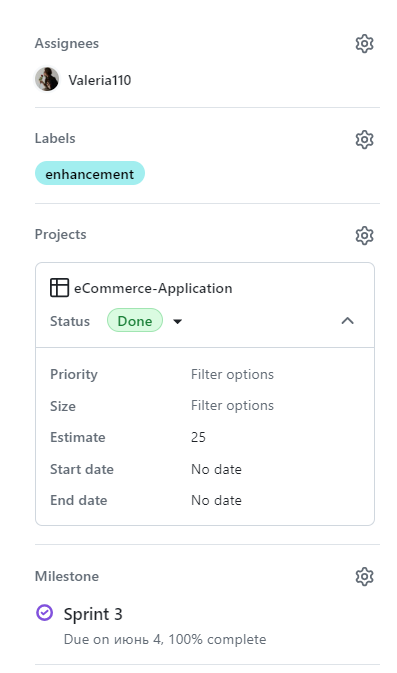 Assignees
Valeria110
Labels
enhancement
Projects
eCommerce-Application
Status Done
Priority Filter options
Size Filter options
Estimate 25
Start date No date
End date No date
Milestone
Sprint 3
Due on июнь 4, 100% complete